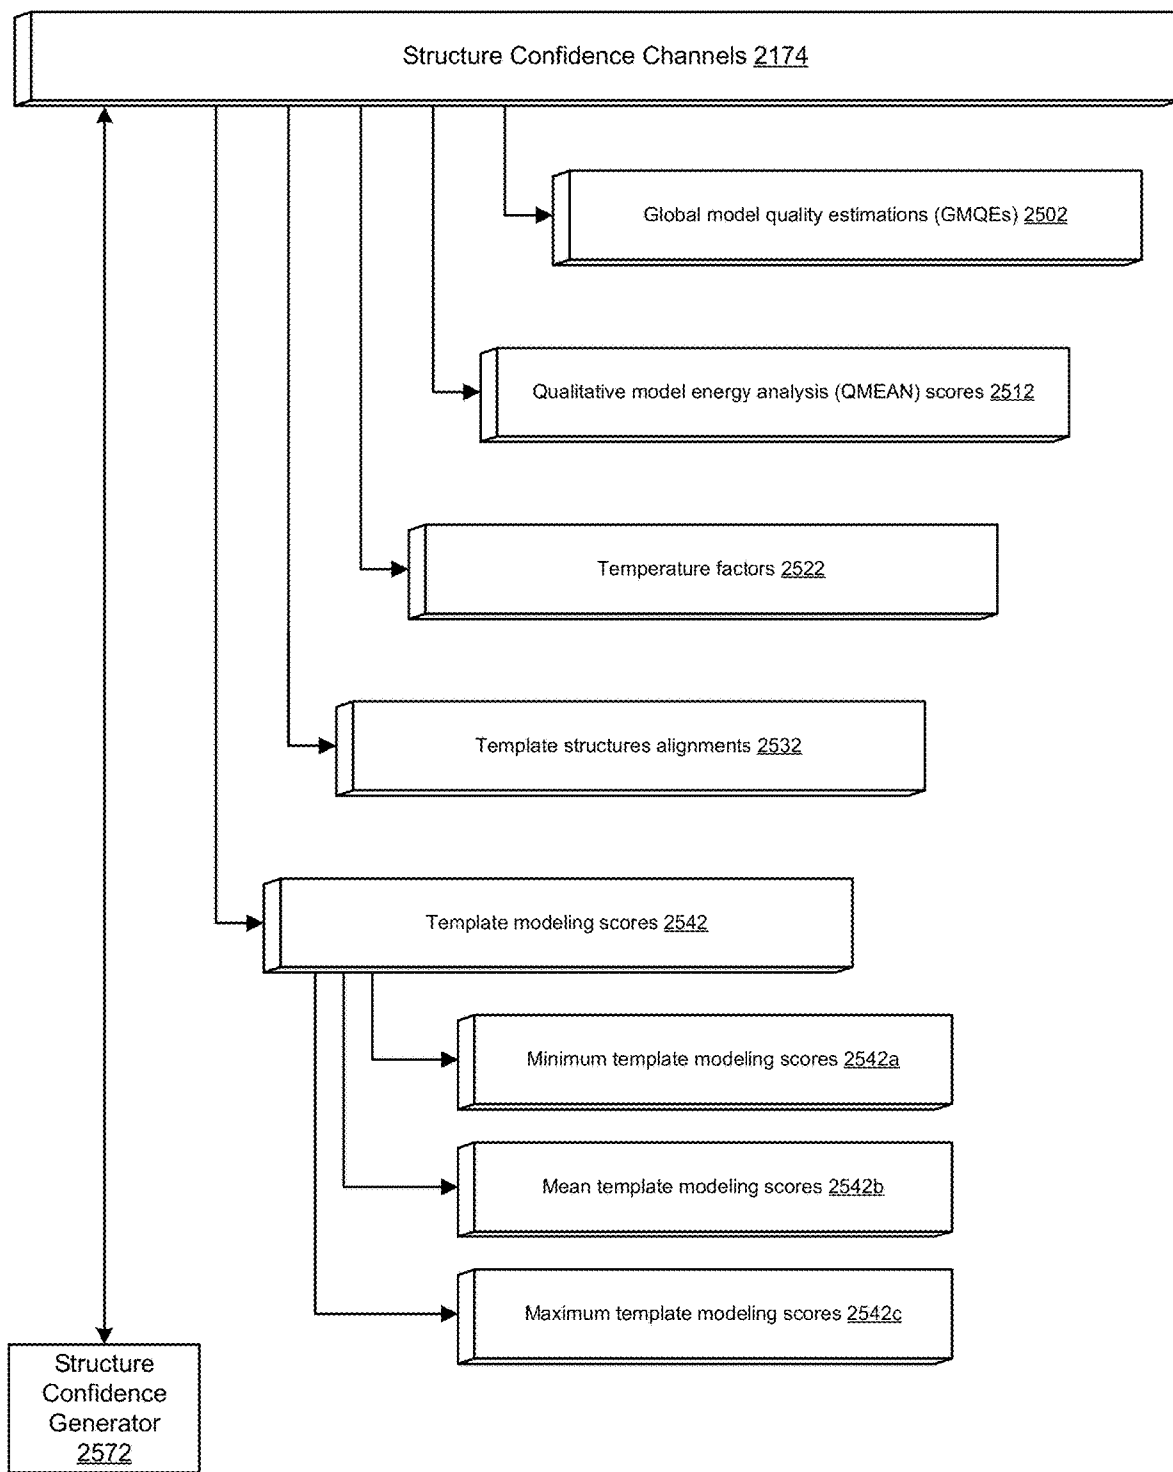 Structure Confidence Channels 2174
Global model quality estimations (GMQEs) 2502
Qualitative model energy analysis (QMEAN) scores 2512
Temperature factors 2522
Template structures alignments 2532
Template modeling scores 2542
Minimum template modeling scores 2542a
Mean template modeling scores 2542b
Maximum template modeling scores 2542c
Structure
Confidence
Generator
2572